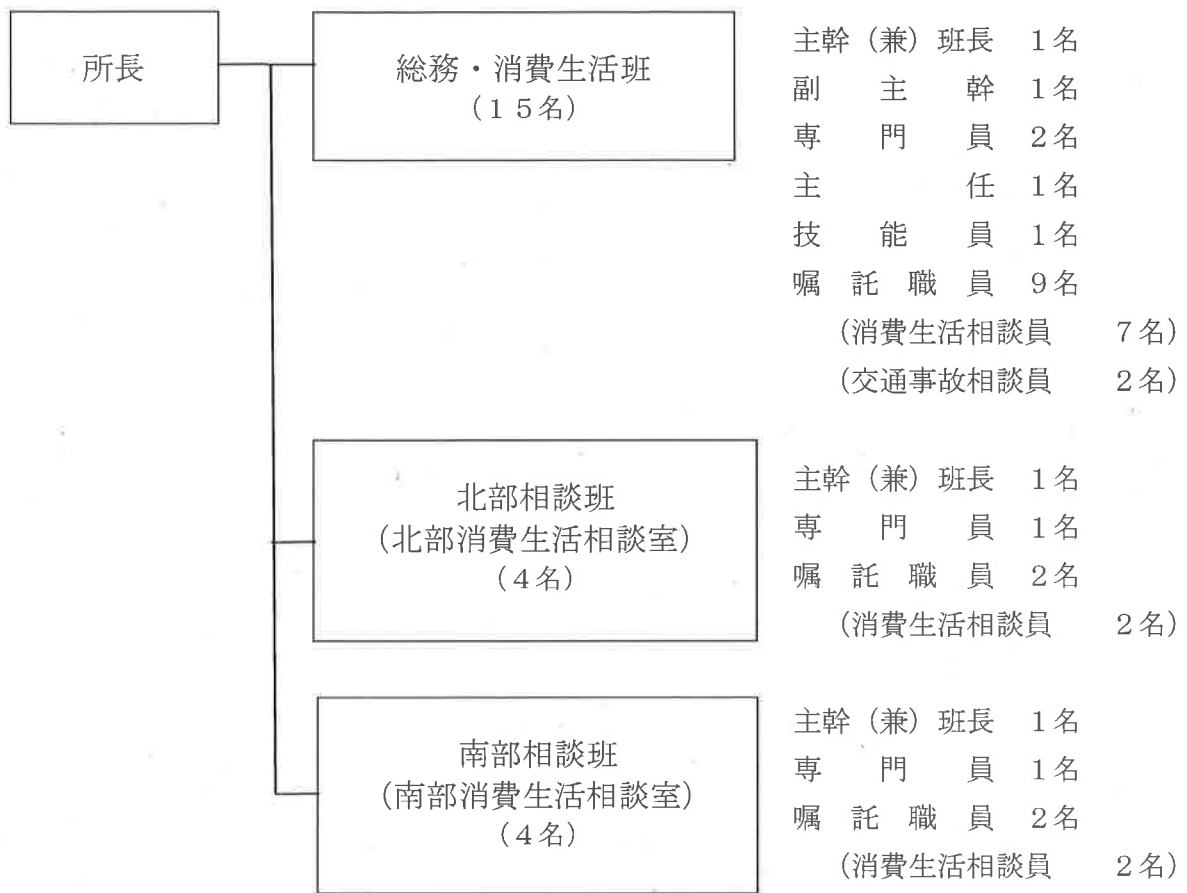 所長
総務・消費生活班
(15名)
主幹(兼)班長 1名
副主幹 1名
専門員 2名
主任 1名
技能員 1名
嘱託職員 9名
(消費生活相談員 7名)
(交通事故相談員 2名)
北部相談班
(北部消費生活相談室)
(4名)
主幹(兼)班長 1名
専門員 1名
嘱託職員 2名
(消費生活相談員 2名)
南部相談班
(南部消費生活相談室)
(4名)
主幹(兼)班長 1名
専門員 1名
嘱託職員 2名
(消費生活相談員 2名)